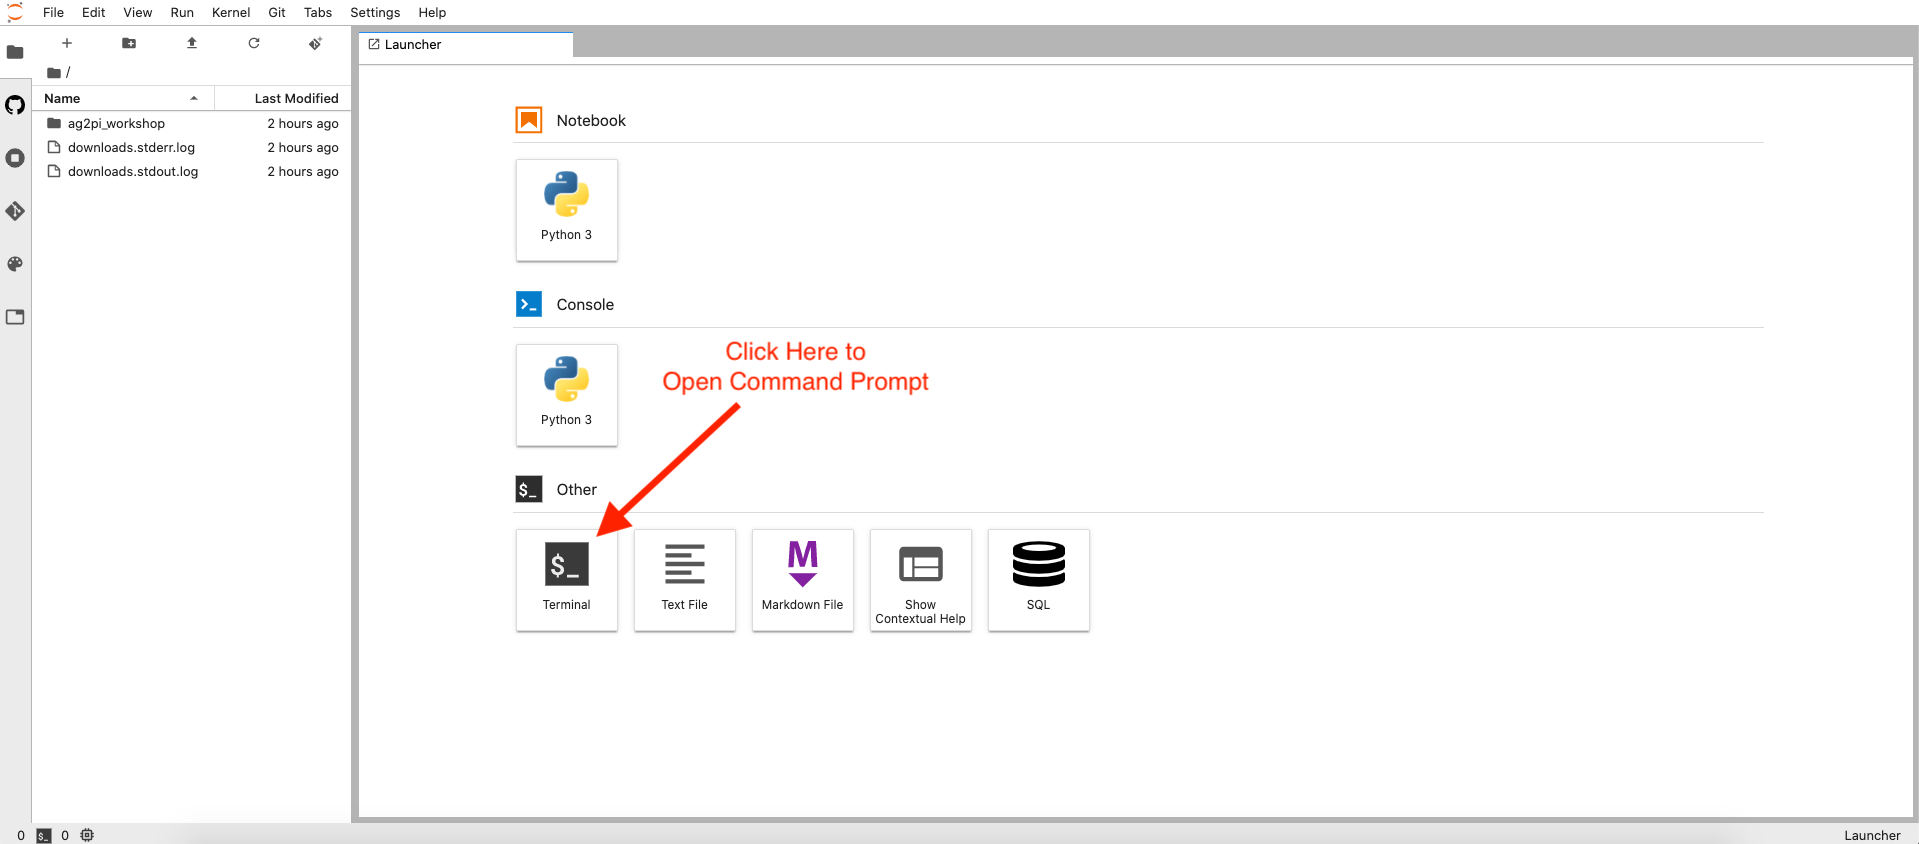 File Edit View Run Kernel Git Tabs Settings Help
/
Name Last Modified
ag2pi_workshop 2 hours ago
downloads.stderr.log 2 hours ago
downloads.stdout.log 2 hours ago
Launcher
Notebook
Python 3
>_ Console
Python 3
Click Here to
Open Command Prompt
$_ Other
$_
Terminal
Text File
M
Markdown File
Show
Contextual Help
SQL
0 $_ 0
Launcher